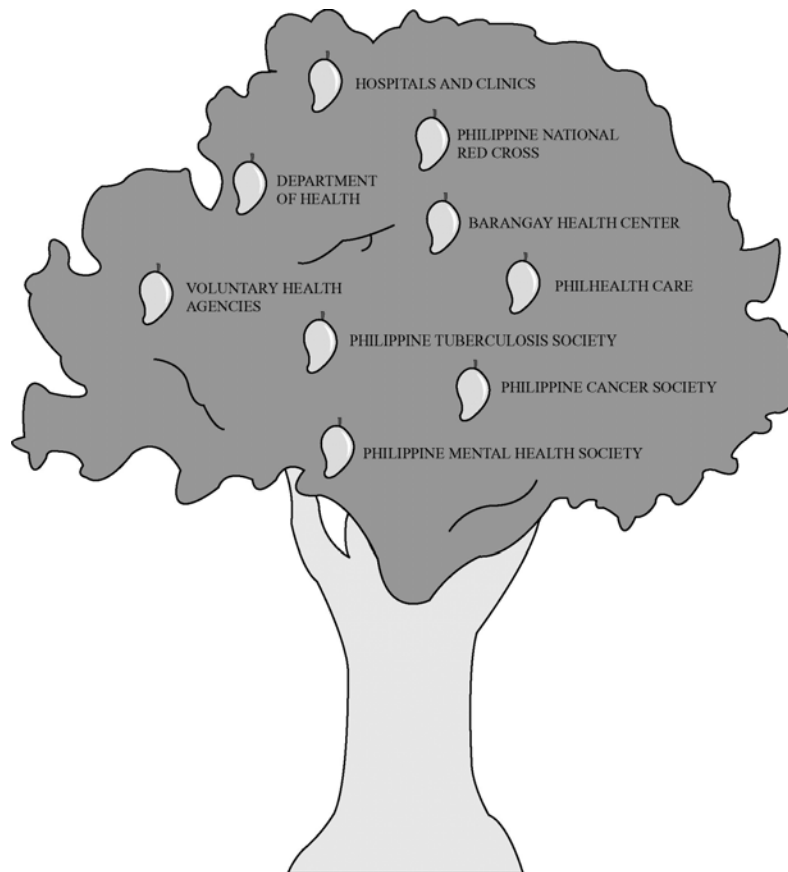 HOSPITALS AND CLINICS
PHILIPPINE NATIONAL
RED CROSS
DEPARTMENT
OF HEALTH
BARANGAY HEALTH CENTER
VOLUNTARY HEALTH
AGENCIES
PHILHEALTH CARE
PHILIPPINE TUBERCULOSIS SOCIETY
PHILIPPINE CANCER SOCIETY
PHILIPPINE MENTAL HEALTH SOCIETY